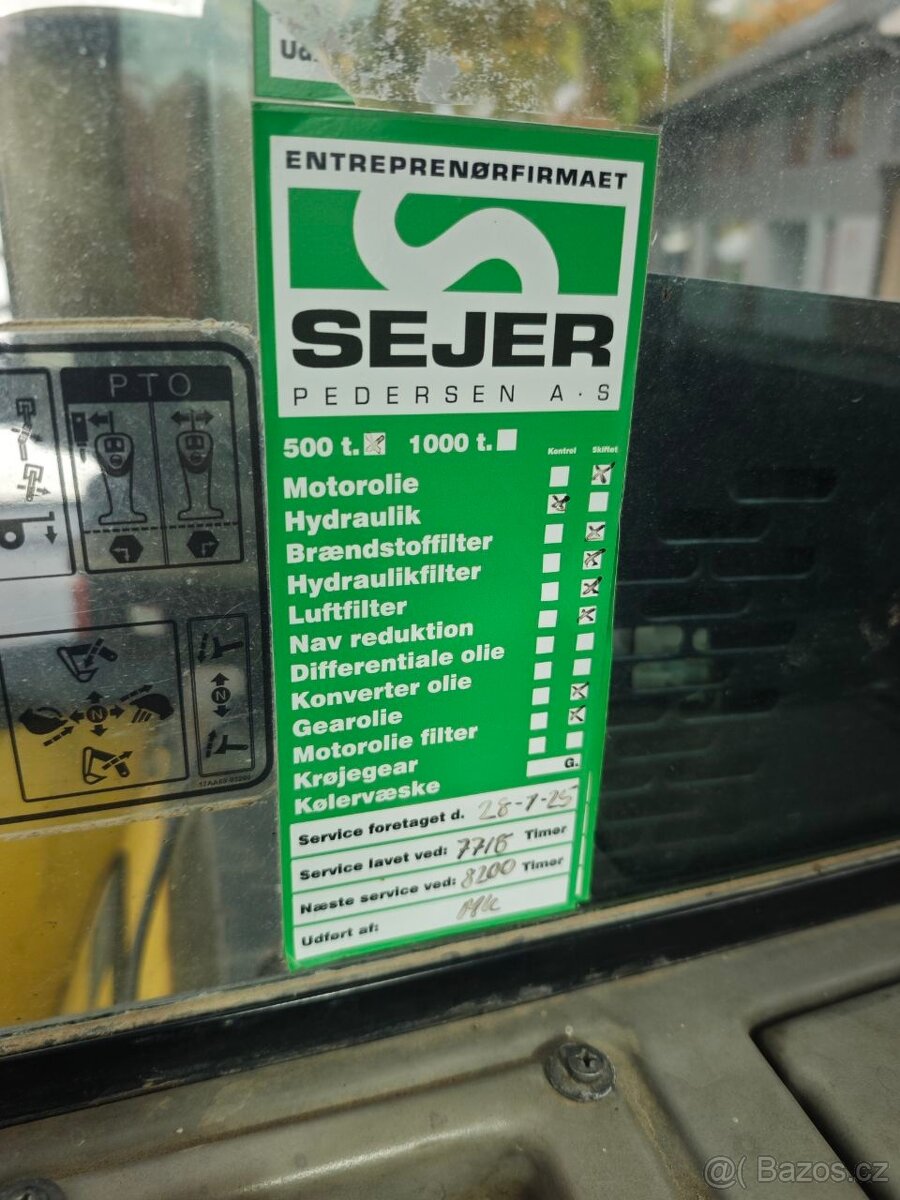 ENTREPRENØRFIRMAET
SEJER
PEDERSEN A·S
500 t. 1000 t.
Kontrol Skiftet
Motorolie
Hydraulik
Brændstoffilter
Hydraulikfilter
Luftfilter
Nav reduktion
Differentiale olie
Konverter olie
Gearolie
Motorolie filter
Krøjegear
Kølervæske G.
Service foretaget d. 28-7-25
Service lavet ved: Timer
Næste service ved: 8200 Timer
Udført af:
PTO
N
N
@( Bazos.cz